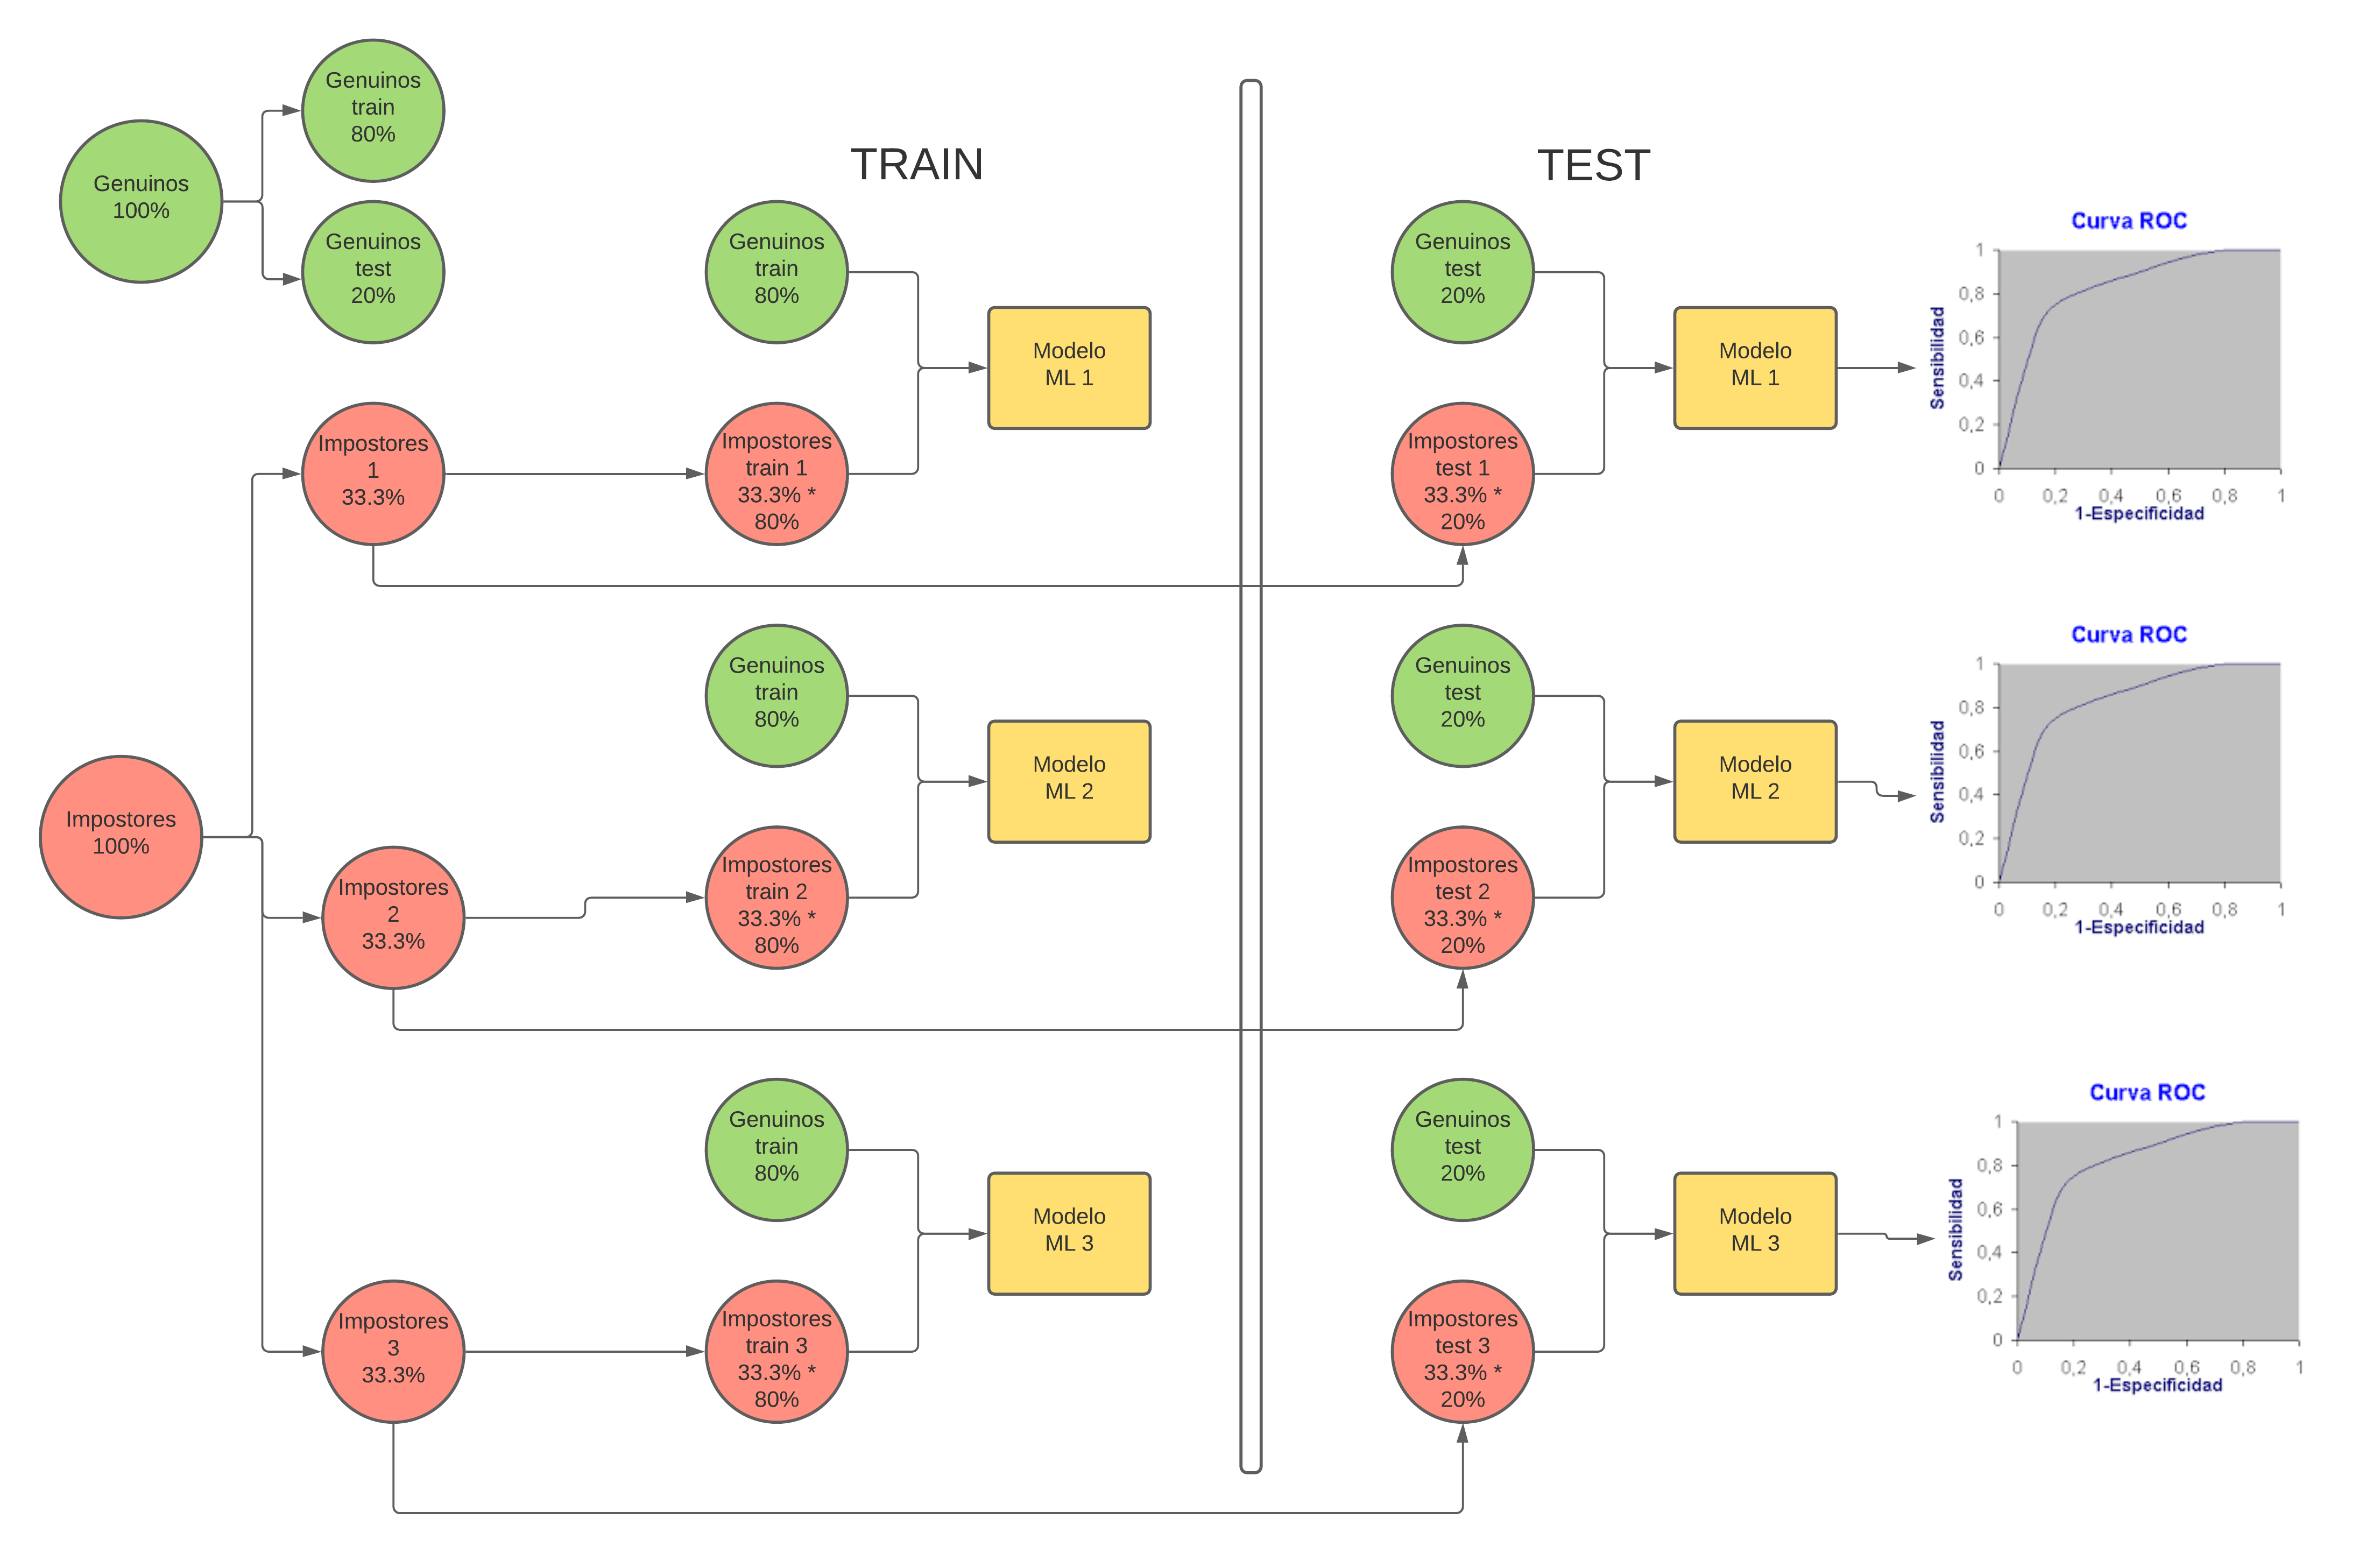 Genuinos
100%
Genuinos
train
80%
Genuinos
test
20%
TRAIN
TEST
Genuinos
train
80%
Modelo
ML 1
Impostores
1
33.3%
Impostores
train 1
33.3% *
80%
Genuinos
test
20%
Modelo
ML 1
Impostores
test 1
33.3% *
20%
Curva ROC
Sensibilidad
1
0,8
0,6
0,4
0,2
0
0 0,2 0,4 0,6 0,8 1
1-Especificidad
Impostores
100%
Genuinos
train
80%
Modelo
ML 2
Impostores
2
33.3%
Impostores
train 2
33.3% *
80%
Genuinos
test
20%
Modelo
ML 2
Impostores
test 2
33.3% *
20%
Curva ROC
Sensibilidad
1
0,8
0,6
0,4
0,2
0
0 0,2 0,4 0,6 0,8 1
1-Especificidad
Genuinos
train
80%
Modelo
ML 3
Impostores
3
33.3%
Impostores
train 3
33.3% *
80%
Genuinos
test
20%
Modelo
ML 3
Impostores
test 3
33.3% *
20%
Curva ROC
Sensibilidad
1
0,8
0,6
0,4
0,2
0
0 0,2 0,4 0,6 0,8 1
1-Especificidad